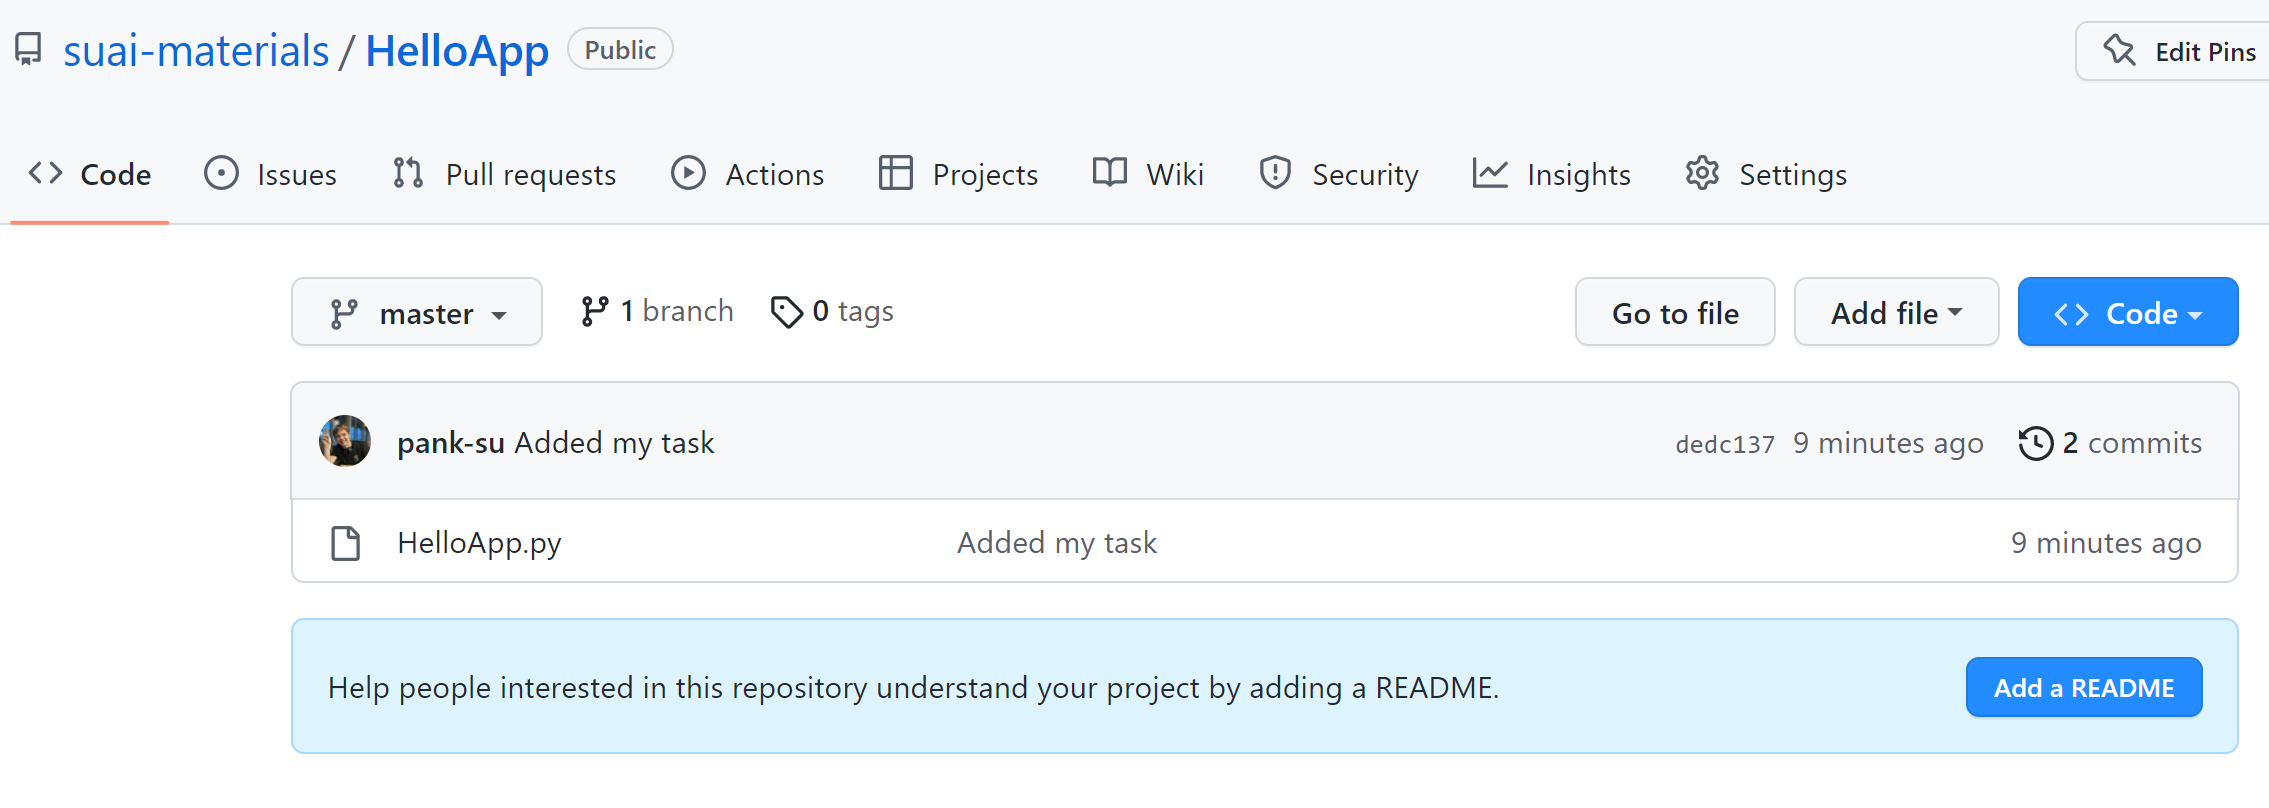 suai-materials / HelloApp Public Edit Pins
Code Issues Pull requests Actions Projects Wiki Security Insights Settings
master 1 branch 0 tags Go to file Add file Code
pank-su Added my task dedc137 9 minutes ago 2 commits
HelloApp.py Added my task 9 minutes ago
Help people interested in this repository understand your project by adding a README. Add a README